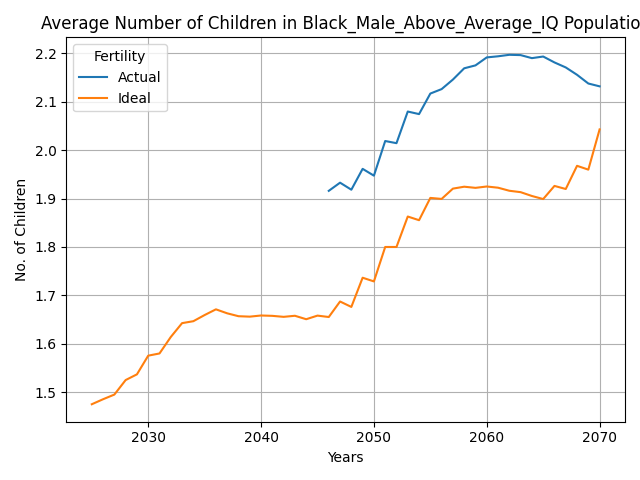 Average Number of Children in Black_Male_Above_Average_IQ Populatio
Fertility
Actual
Ideal
No. of Children
2.2
2.1
2.0
1.9
1.8
1.7
1.6
1.5
2030 2040 2050 2060 2070
Years